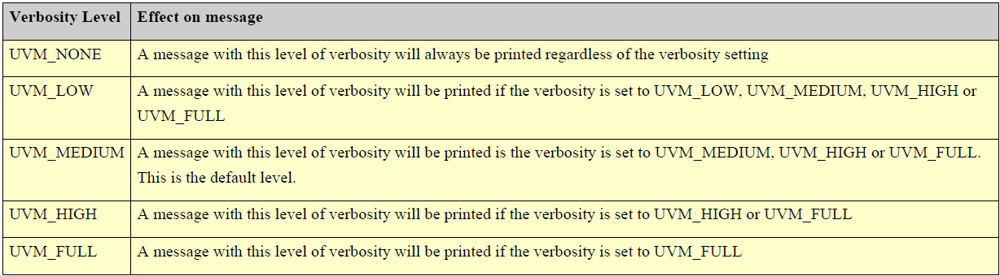 Verbosity Level Effect on message
UVM_NONE A message with this level of verbosity will always be printed regardless of the verbosity setting
UVM_LOW A message with this level of verbosity will be printed if the verbosity is set to UVM_LOW, UVM_MEDIUM, UVM_HIGH or
UVM_FULL
UVM_MEDIUM A message with this level of verbosity will be printed is the verbosity is set to UVM_MEDIUM, UVM_HIGH or UVM_FULL.
This is the default level.
UVM_HIGH A message with this level of verbosity will be printed if the verbosity is set to UVM_HIGH or UVM_FULL
UVM_FULL A message with this level of verbosity will be printed if the verbosity is set to UVM_FULL